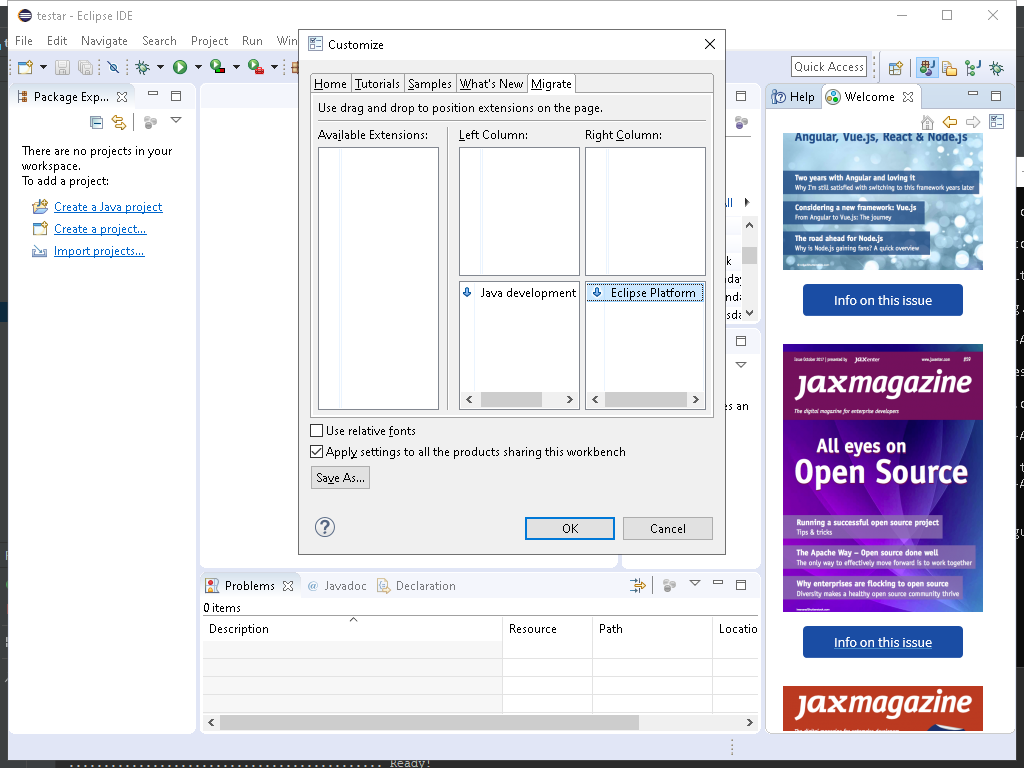 testar - Eclipse IDE
File Edit Navigate Search Project Run Win
Quick Access
Package Exp...
There are no projects in your
workspace.
To add a project:
Create a Java project
Create a project...
Import projects...
Customize
Home Tutorials Samples What's New Migrate
Use drag and drop to position extensions on the page.
Available Extensions: Left Column: Right Column:
Java development Eclipse Platform
Use relative fonts
Apply settings to all the products sharing this workbench
Save As...
OK Cancel
Help Welcome
Angular, Vue.js, React & Node.js
Two years with Angular and loving it
Why I'm still satisfied with switching to this framework years later
Considering a new framework: Vue.js
From Angular to Vue.js: The journey
The road ahead for Node.js
Why is Node.js gaining fans? A quick overview
Info on this issue
Issue October 2017 | presented by JAXenter www.jaxenter.com #59
jaxmagazine
The digital magazine for enterprise developers
All eyes on
Open Source
Running a successful open source project
Tips & tricks
The Apache Way – Open source done well
The only way to effectively move forward is to work together
Why enterprises are flocking to open source
Diversity makes a healthy open source community thrive
Info on this issue
jaxmagazine
Problems Javadoc Declaration
0 items
Description Resource Path Locatio
Ready!